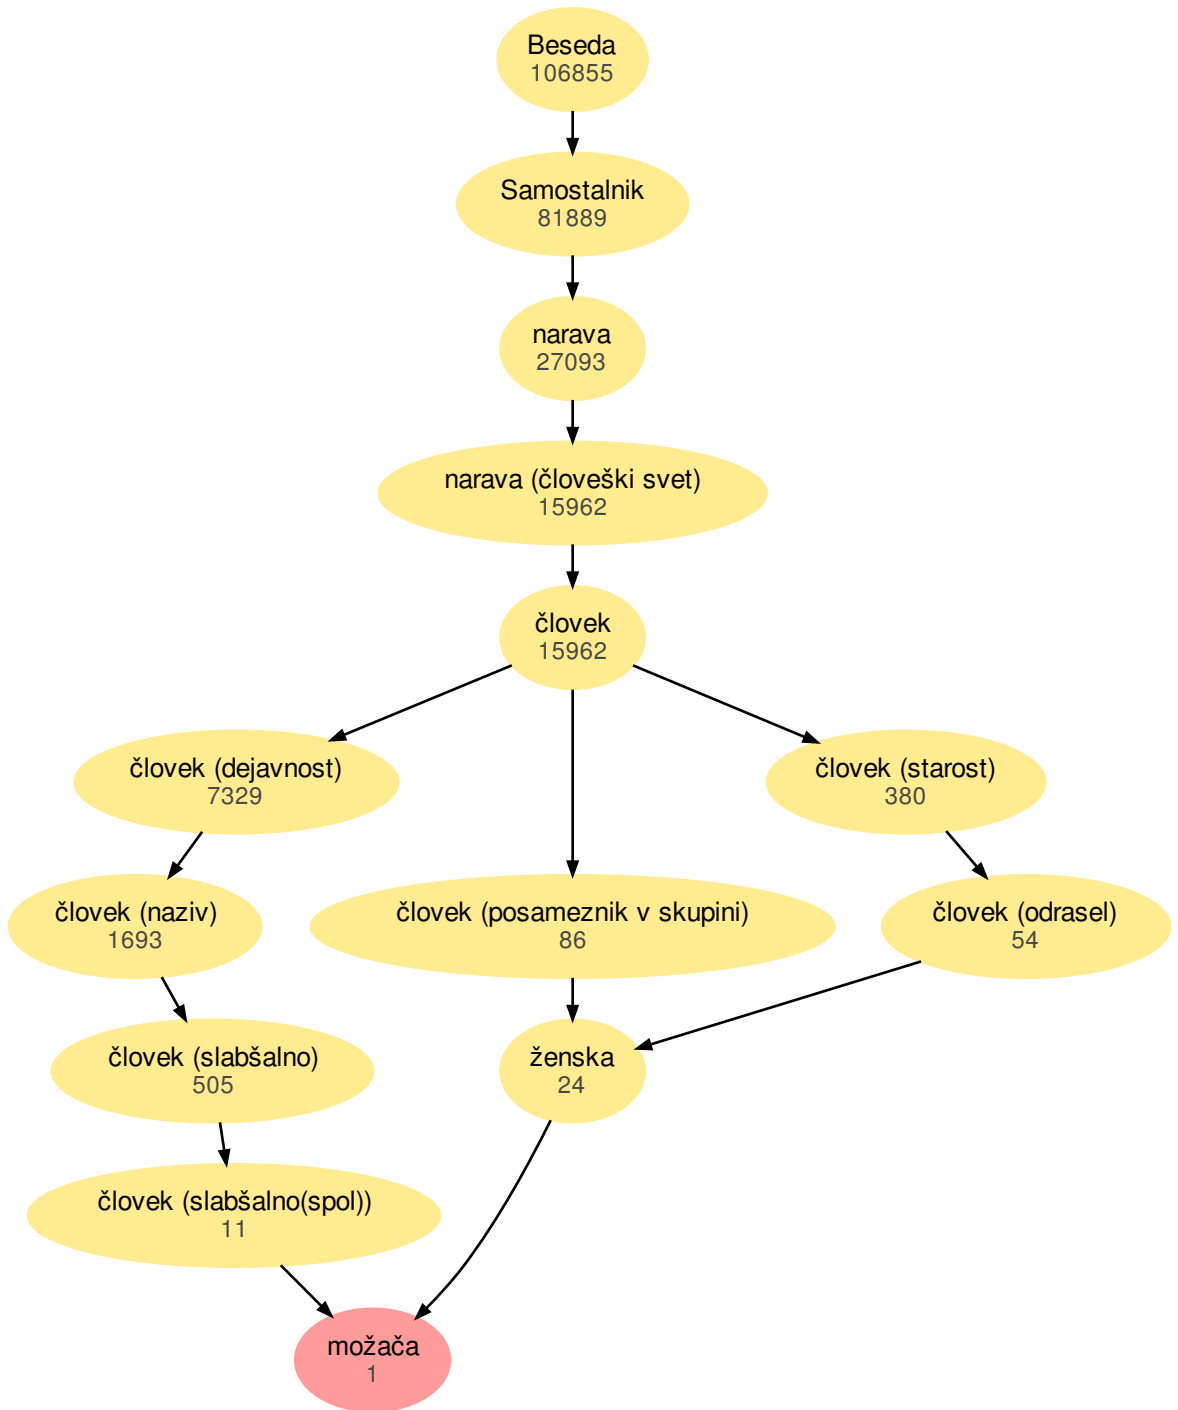 Beseda
106855
Samostalnik
81889
narava
27093
narava (človeški svet)
15962
človek
15962
človek (dejavnost)
7329
človek (starost)
380
človek (naziv)
1693
človek (posameznik v skupini)
86
človek (odrasel)
54
človek (slabšalno)
505
ženska
24
človek (slabšalno(spol))
11
možača
1